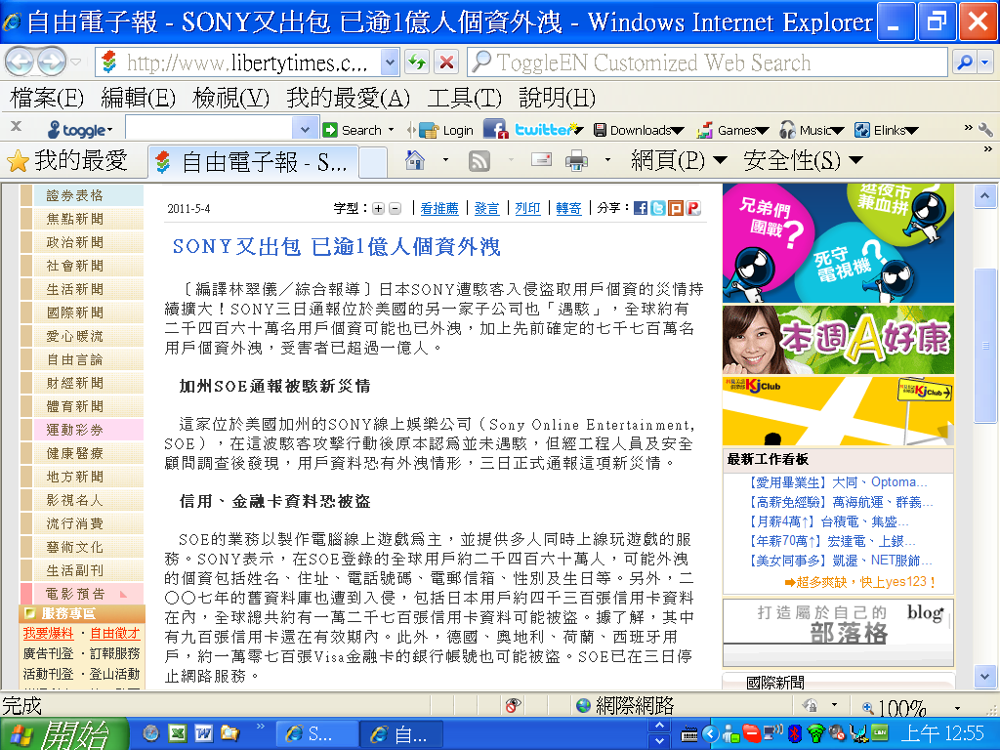 自由電子報 - SONY又出包 已逾1億人個資外洩 - Windows Internet Explorer
http://www.libertytimes.c...
ToggleEN Customized Web Search
檔案(F) 編輯(E) 檢視(V) 我的最愛(A) 工具(T) 說明(H)
x toggle Search Login twitter Downloads Games Music Elinks »
我的最愛 自由電子報 - S... 網頁(P) 安全性(S) »
證券表格
焦點新聞
政治新聞
社會新聞
生活新聞
國際新聞
愛心暖流
自由言論
財經新聞
體育新聞
運動彩券
健康醫療
地方新聞
影視名人
流行消費
藝術文化
生活副刊
電影預告
服務專區
我要爆料 ‧自由徵才
廣告刊登 ‧訂報服務
活動刊登 ‧登山活動
2011-5-4 字型：+ - | 看推薦 | 發言 | 列印 | 轉寄 | 分享：
SONY又出包 已逾1億人個資外洩
〔編譯林翠儀／綜合報導〕日本SONY遭駭客入侵盜取用戶個資的災情持
續擴大！SONY三日通報位於美國的另一家子公司也「遇駭」，全球約有
二千四百六十萬名用戶個資可能也已外洩，加上先前確定的七千七百萬名
用戶個資外洩，受害者已超過一億人。
加州SOE通報被駭新災情
這家位於美國加州的SONY線上娛樂公司（Sony Online Entertainment,
SOE），在這波駭客攻擊行動後原本認為並未遇駭，但經工程人員及安全
顧問調查後發現，用戶資料恐有外洩情形，三日正式通報這項新災情。
信用、金融卡資料恐被盜
SOE的業務以製作電腦線上遊戲為主，並提供多人同時上線玩遊戲的服
務。SONY表示，在SOE登錄的全球用戶約二千四百六十萬人，可能外洩
的個資包括姓名、住址、電話號碼、電郵信箱、性別及生日等。另外，二
〇〇七年的舊資料庫也遭到入侵，包括日本用戶約四千三百張信用卡資料
在內，全球總共約有一萬二千七百張信用卡資料可能被盜。據了解，其中
有九百張信用卡還在有效期內。此外，德國、奧地利、荷蘭、西班牙用
戶，約一萬零七百張Visa金融卡的銀行帳號也可能被盜。SOE已在三日停
止網路服務。
兄弟們
團戰?
逛夜市
兼血拼
死守
電視機?
本週A好康
KjClub
KjClub
最新工作看板
【愛用畢業生】大同、Optoma...
【高薪免經驗】萬海航運、群義...
【月薪4萬↑】台積電、集盛...
【年薪70萬↑】宏達電、上銀...
【美女同事多】凱渥、NET服飾...
超多爽缺，快上yes123！
打造屬於自己的 blog
部落格
國際新聞
完成 網際網路 100%
開始 » S... 自... 上午 12:55